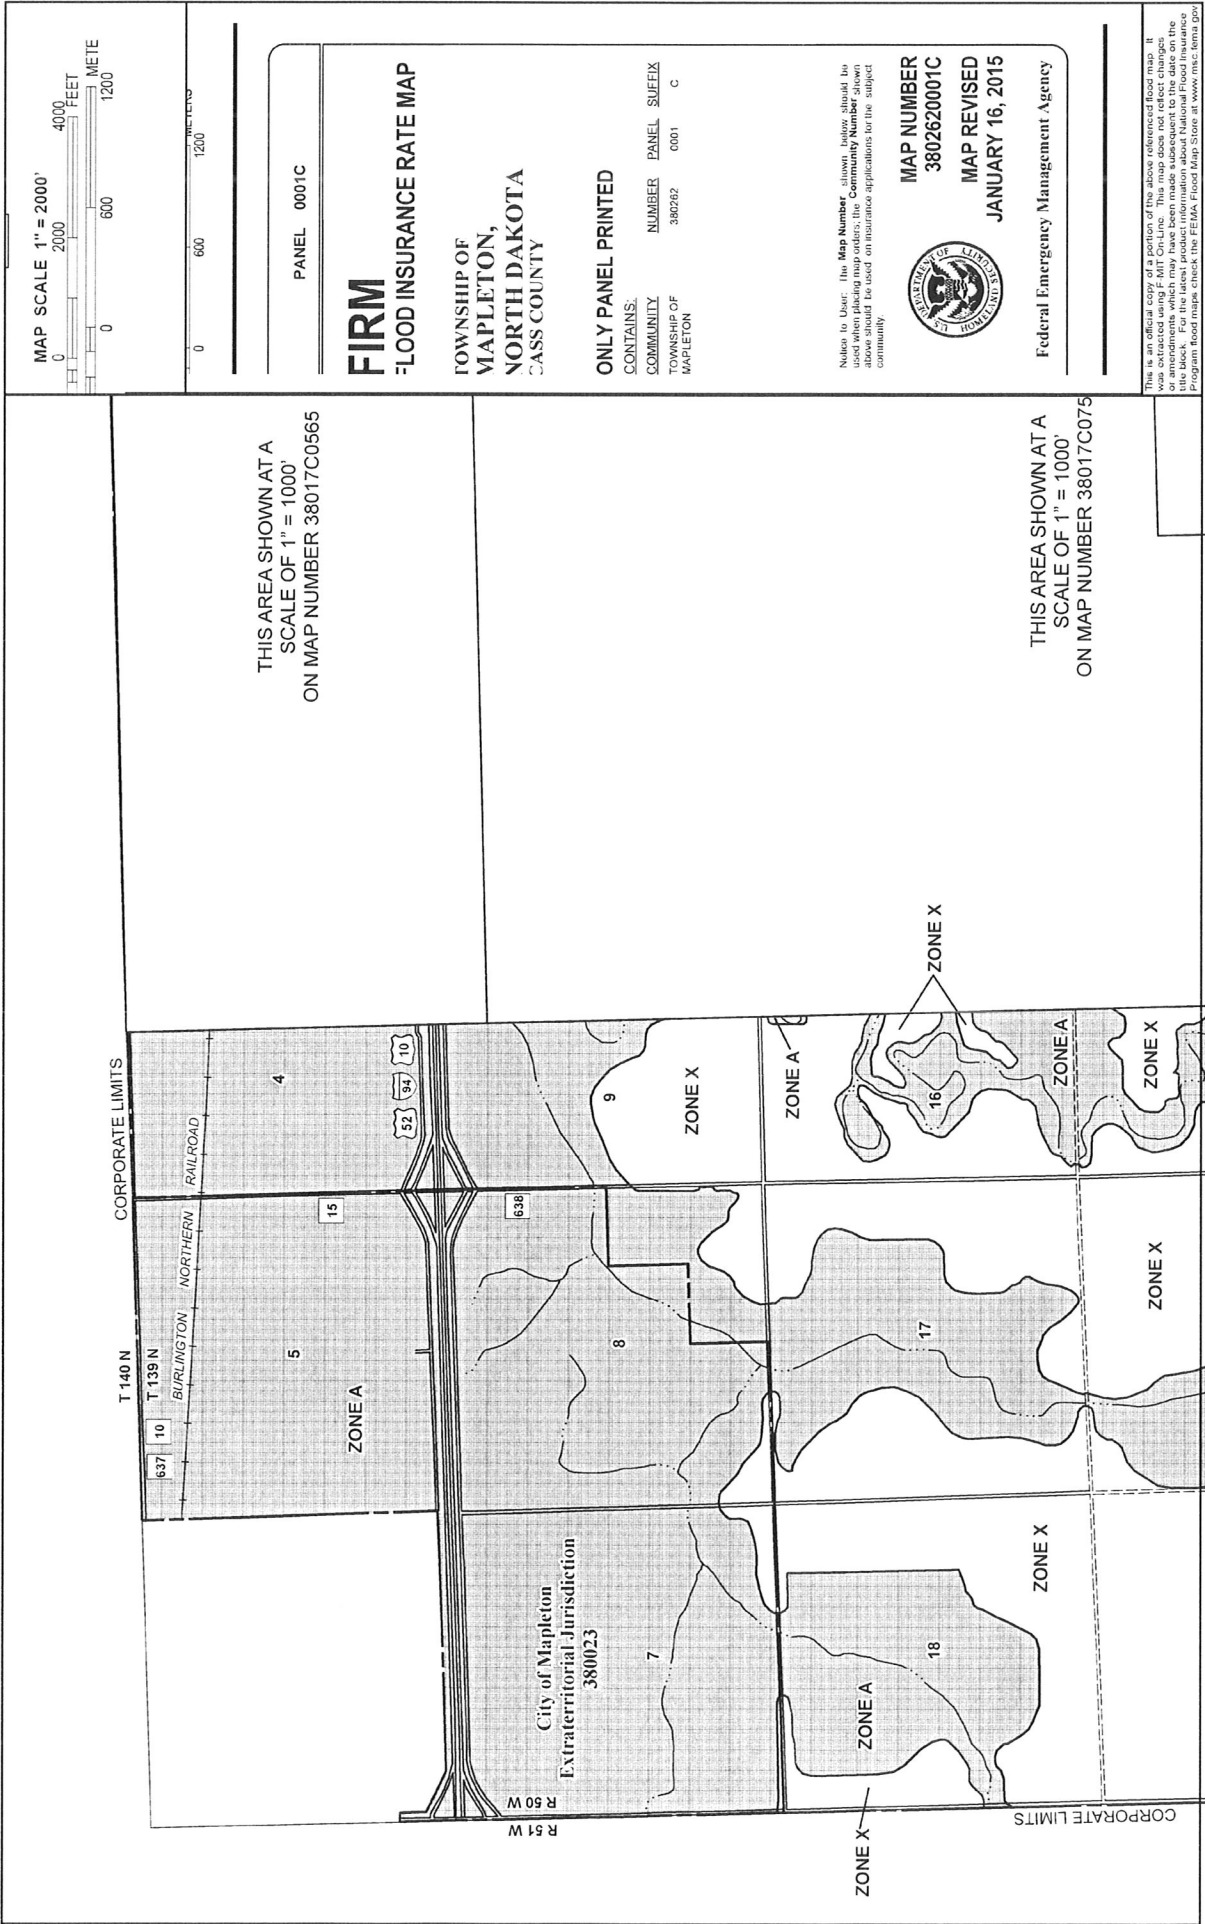 MAP SCALE 1" = 2000'
0 2000 4000
FEET
METE
0 600 1200
METERS
0 600 1200
PANEL 0001C
FIRM
FLOOD INSURANCE RATE MAP
TOWNSHIP OF
MAPLETON,
NORTH DAKOTA
CASS COUNTY
ONLY PANEL PRINTED
CONTAINS:
COMMUNITY NUMBER PANEL SUFFIX
TOWNSHIP OF 380262 0001 C
MAPLETON
Notice to User: The Map Number shown below should be
used when placing map orders; the Community Number shown
above should be used on insurance applications for the subject
community.
U.S. DEPARTMENT OF HOMELAND SECURITY
MAP NUMBER
3802620001C
MAP REVISED
JANUARY 16, 2015
Federal Emergency Management Agency
This is an official copy of a portion of the above referenced flood map. It
was extracted using F-MIT On-Line. This map does not reflect changes
or amendments which may have been made subsequent to the date on the
title block. For the latest product information about National Flood Insurance
Program flood maps check the FEMA Flood Map Store at www.msc.fema.gov
THIS AREA SHOWN AT A
SCALE OF 1" = 1000'
ON MAP NUMBER 38017C0565
THIS AREA SHOWN AT A
SCALE OF 1" = 1000'
ON MAP NUMBER 38017C075
CORPORATE LIMITS
T 140 N
T 139 N
637
10
BURLINGTON NORTHERN RAILROAD
4
5
15
ZONE A
52
94
10
638
9
8
ZONE X
City of Mapleton
Extraterritorial Jurisdiction
380023
7
R 50 W
R 51 W
ZONE A
16
ZONE X
ZONE A
ZONE X
17
ZONE X
18
ZONE A
ZONE X
ZONE X
CORPORATE LIMITS